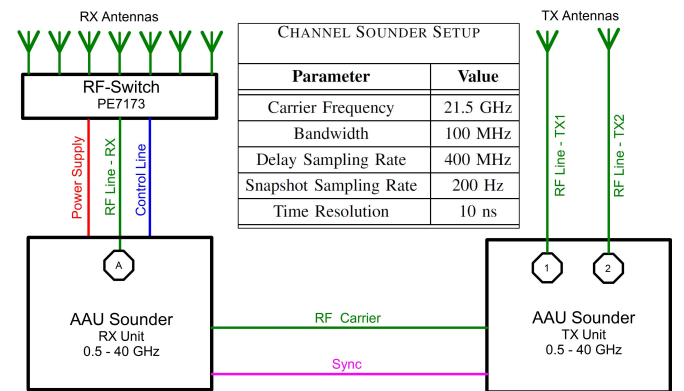 RX Antennas
RF-Switch
PE7173
Power Supply
RF Line - RX
Control Line
A
AAU Sounder
RX Unit
0.5 - 40 GHz
CHANNEL SOUNDER SETUP
Parameter Value
Carrier Frequency 21.5 GHz
Bandwidth 100 MHz
Delay Sampling Rate 400 MHz
Snapshot Sampling Rate 200 Hz
Time Resolution 10 ns
RF Carrier
Sync
TX Antennas
RF Line - TX1
RF Line - TX2
1
2
AAU Sounder
TX Unit
0.5 - 40 GHz